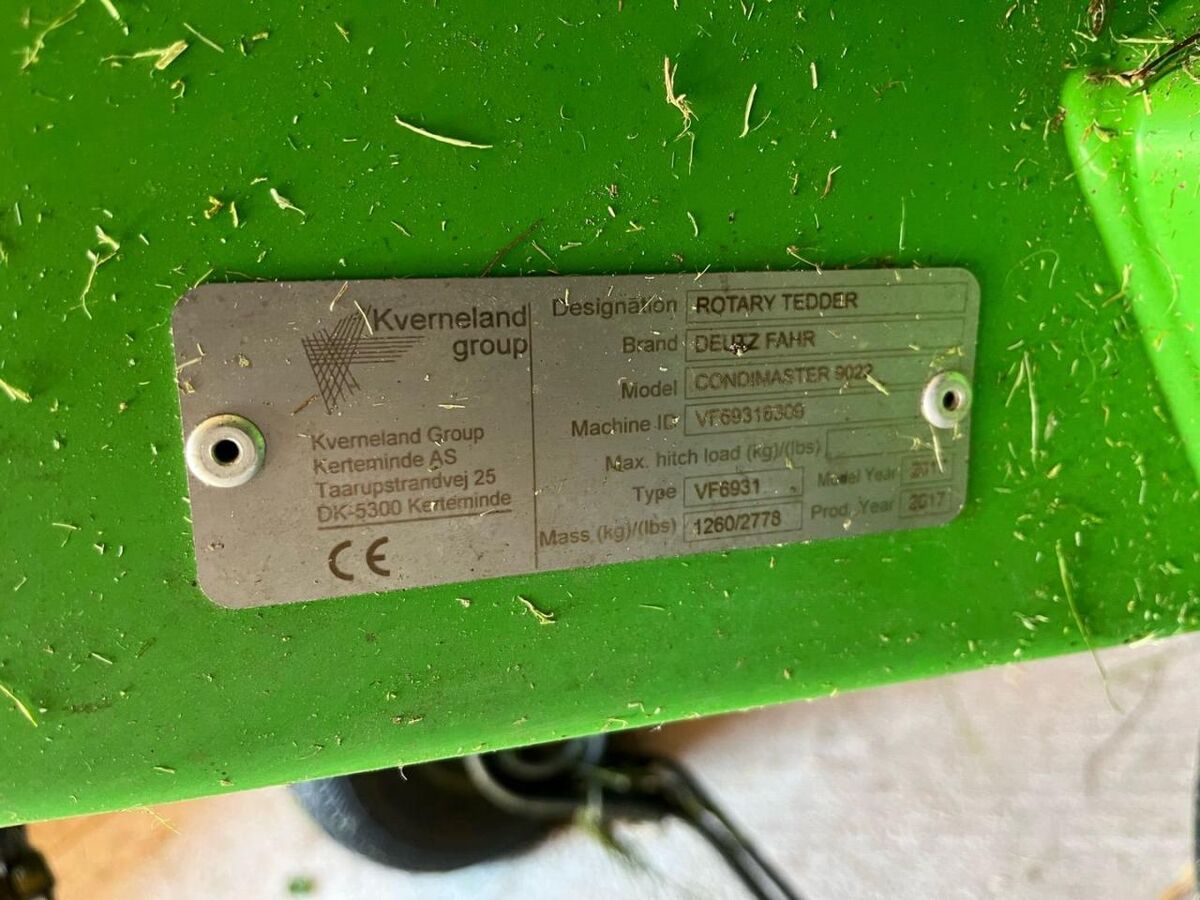 Kverneland
group
Kverneland Group
Kerteminde AS
Taarupstrandvej 25
DK-5300 Kerteminde
CE
Designation ROTARY TEDDER
Brand DEUTZ FAHR
Model CONDIMASTER
Machine ID VF69316309
Max. hitch load (kg)/(lbs)
Type VF6931 Model Year
Mass (kg)/(lbs) 1260/2778 Prod. Year 2017